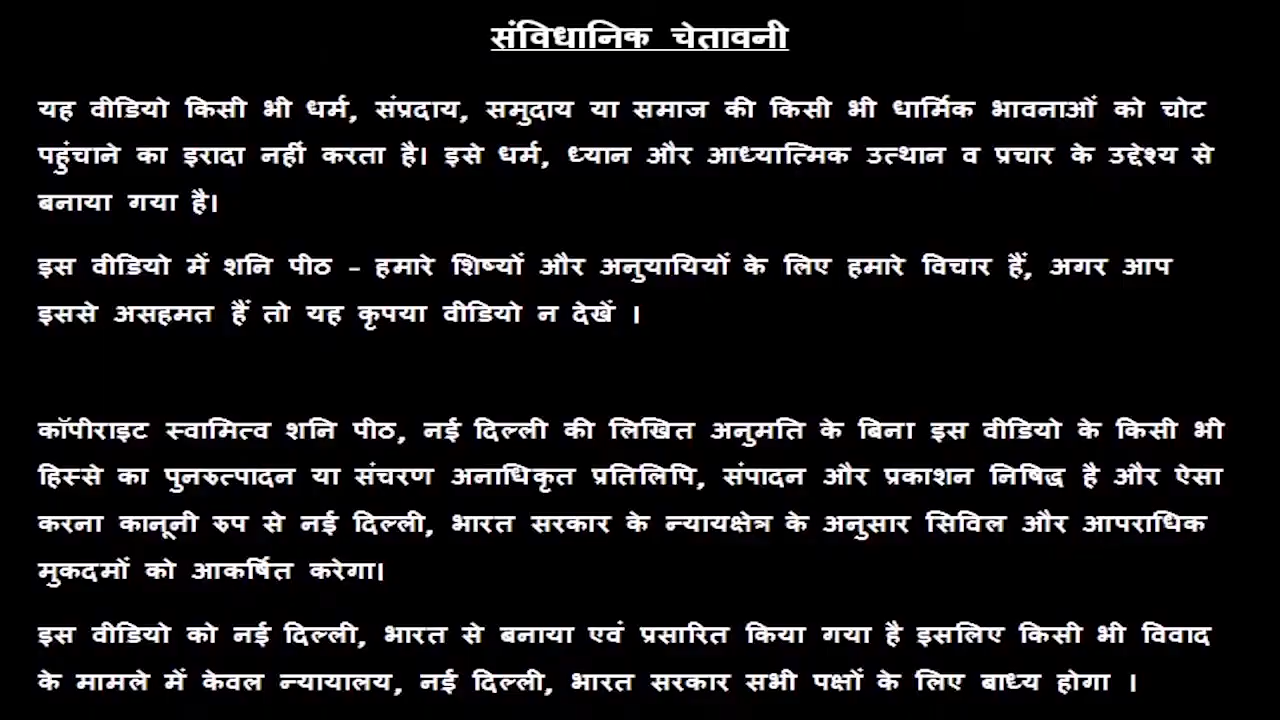 संविधानिक चेतावनी
यह वीडियो किसी भी धर्म, संप्रदाय, समुदाय या समाज की किसी भी धार्मिक भावनाओं को चोट
पहुंचाने का इरादा नहीं करता है। इसे धर्म, ध्यान और आध्यात्मिक उत्थान व प्रचार के उद्देश्य से
बनाया गया है।
इस वीडियो में शनि पीठ – हमारे शिष्यों और अनुयायियों के लिए हमारे विचार हैं, अगर आप
इससे असहमत हैं तो यह कृपया वीडियो न देखें ।
कॉपीराइट स्वामित्व शनि पीठ, नई दिल्ली की लिखित अनुमति के बिना इस वीडियो के किसी भी
हिस्से का पुनरुत्पादन या संचरण अनाधिकृत प्रतिलिपि, संपादन और प्रकाशन निषिद्ध है और ऐसा
करना कानूनी रुप से नई दिल्ली, भारत सरकार के न्यायक्षेत्र के अनुसार सिविल और आपराधिक
मुकदमों को आकर्षित करेगा।
इस वीडियो को नई दिल्ली, भारत से बनाया एवं प्रसारित किया गया है इसलिए किसी भी विवाद
के मामले में केवल न्यायालय, नई दिल्ली, भारत सरकार सभी पक्षों के लिए बाध्य होगा ।